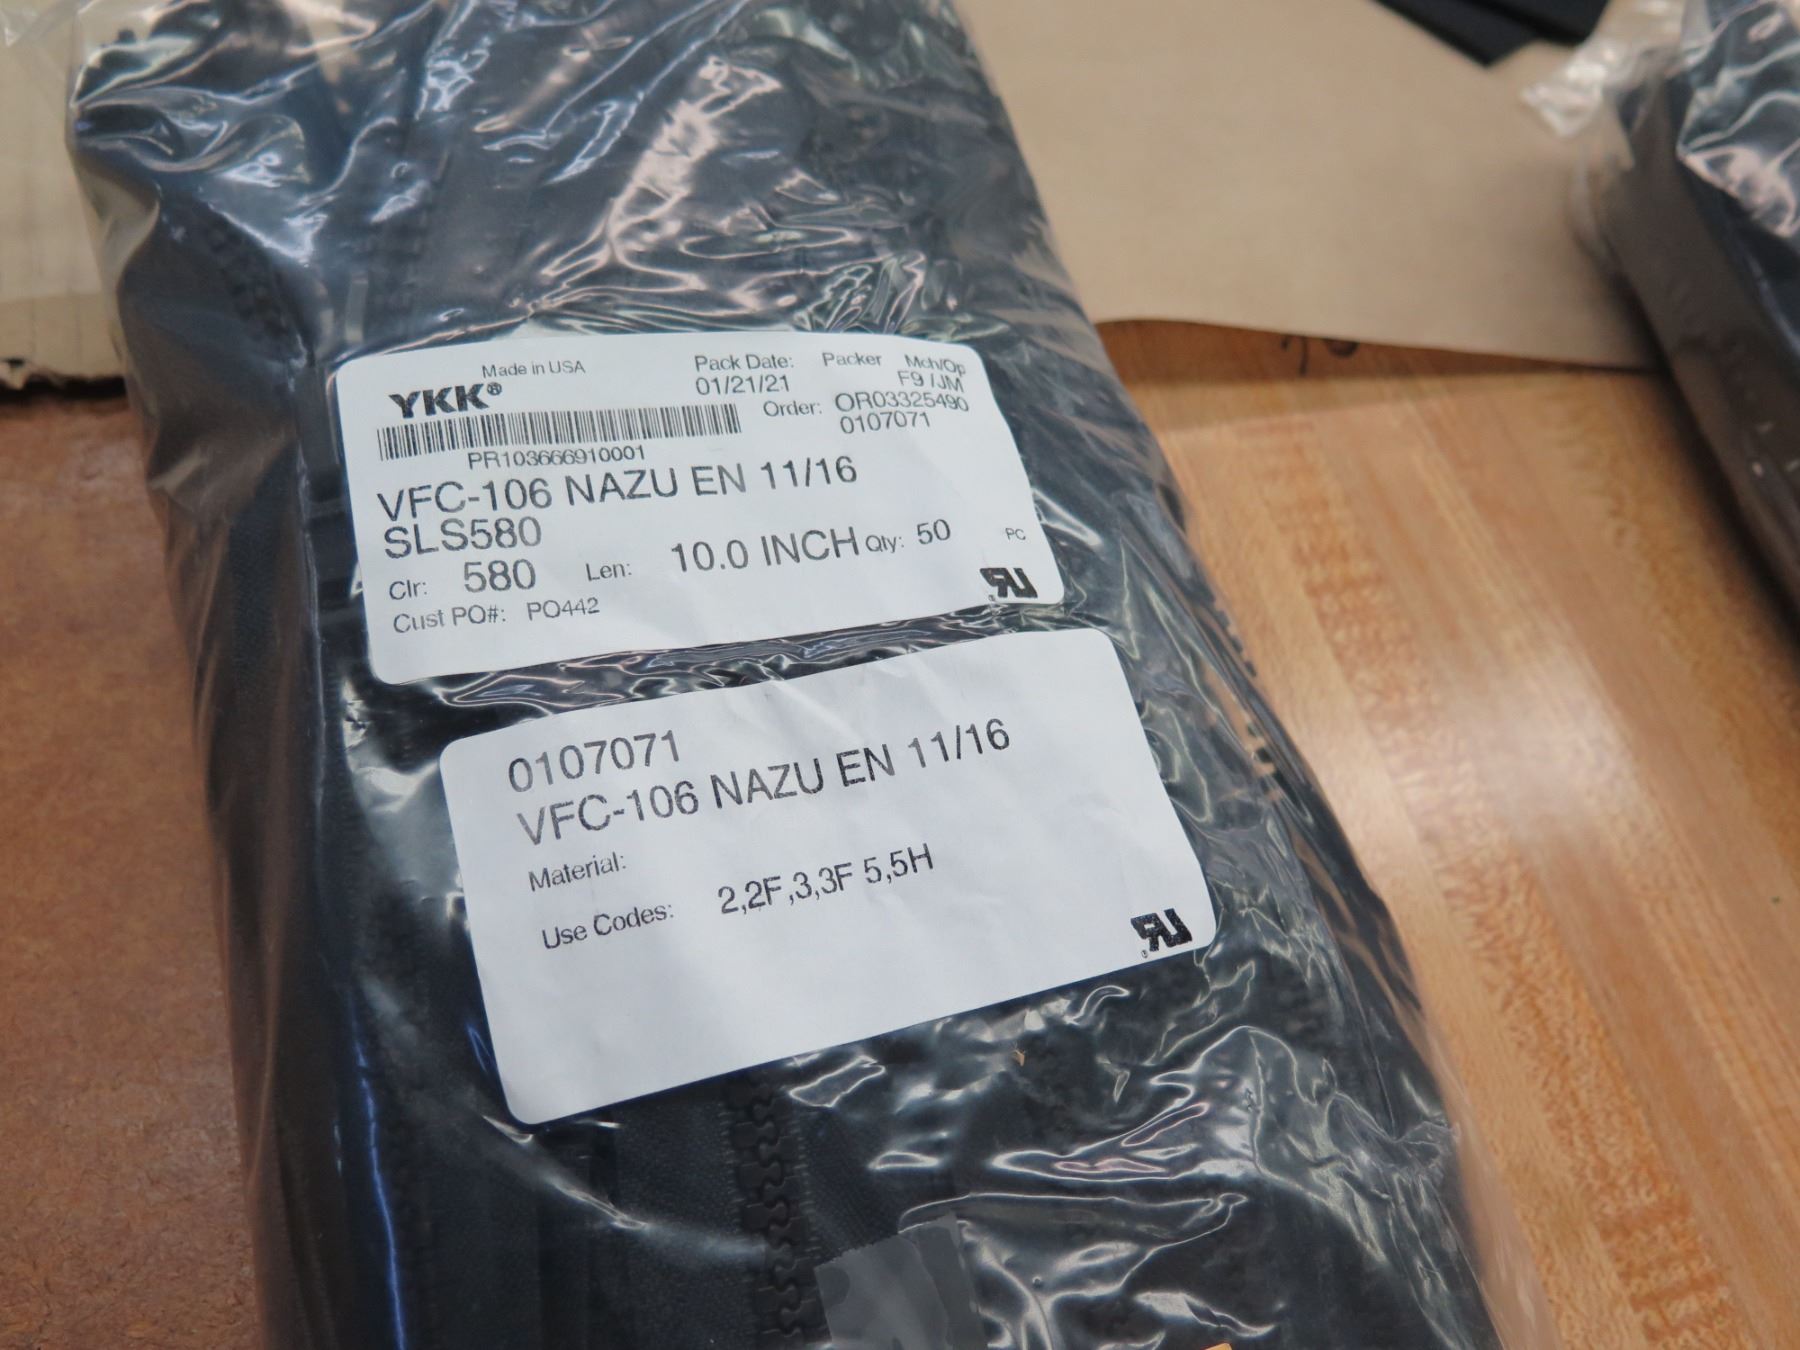 Made in USA
YKK®
Pack Date: Packer Mch/Op
01/21/21 F9 /JM
Order: OR03325490
0107071
PR103666910001
VFC-106 NAZU EN 11/16
SLS580
Clr: 580 Len: 10.0 INCH Qty: 50 PC
Cust PO#: PO442
0107071
VFC-106 NAZU EN 11/16
Material:
Use Codes: 2,2F,3,3F 5,5H